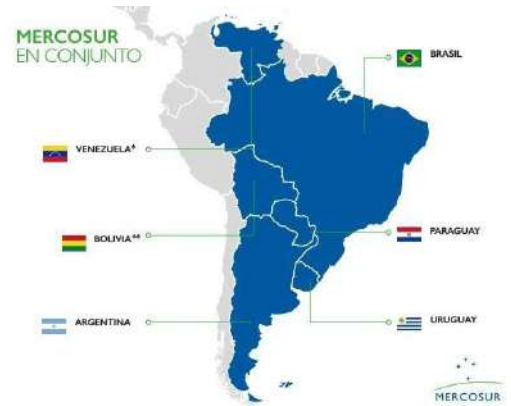 MERCOSUR
EN CONJUNTO
BRASIL
VENEZUELA*
BOLIVIA**
PARAGUAY
ARGENTINA
URUGUAY
MERCOSUR